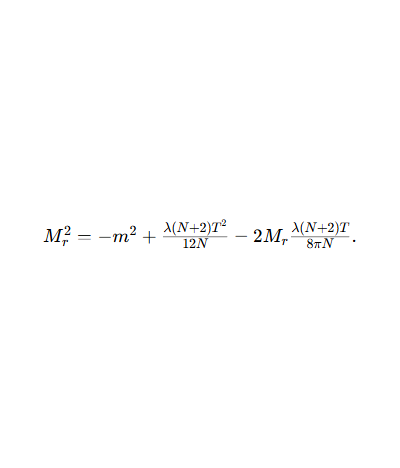 $M_r^2 = -m^2 + \frac{\lambda(N+2)T^2}{12N} - 2M_r \frac{\lambda(N+2)T}{8\pi N}.$